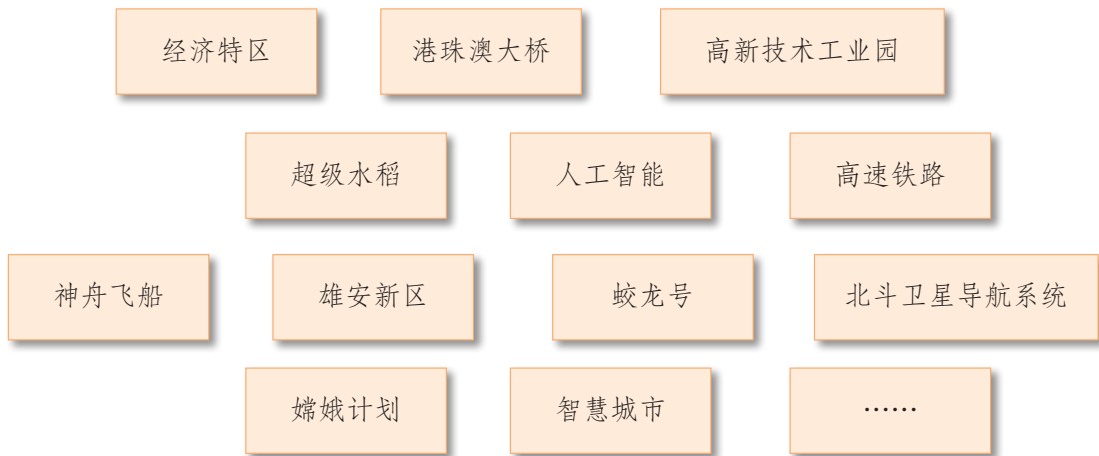 经济特区 港珠澳大桥 高新技术工业园
超级水稻 人工智能 高速铁路
神舟飞船 雄安新区 蛟龙号 北斗卫星导航系统
嫦娥计划 智慧城市 ……